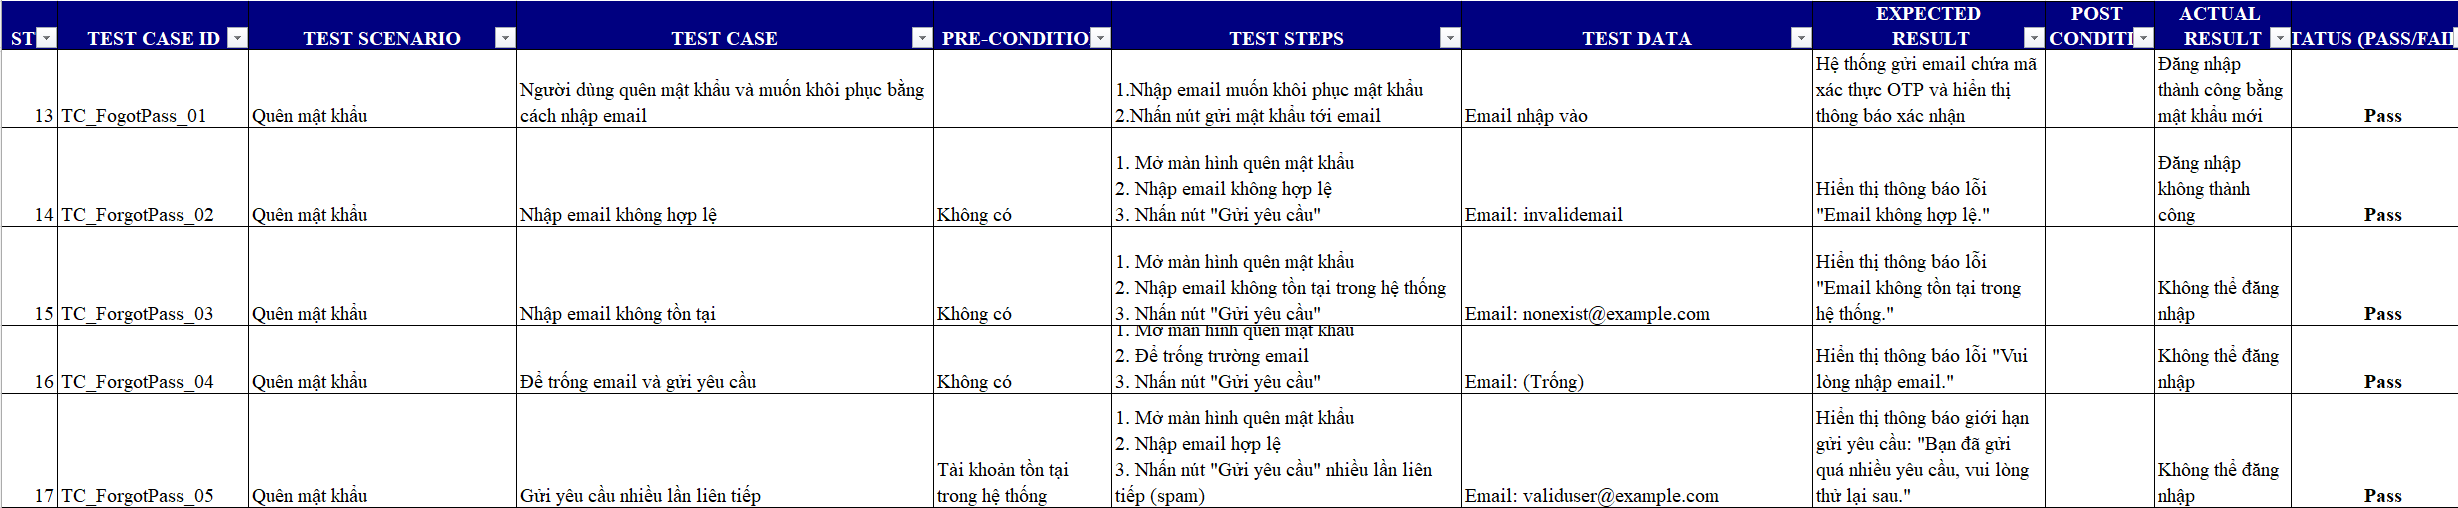 ST
TEST CASE ID
TEST SCENARIO
TEST CASE
PRE-CONDITIO
TEST STEPS
TEST DATA
EXPECTED
RESULT
POST
CONDITI
ACTUAL
RESULT
TATUS (PASS/FAI
13
TC_FogotPass_01
Quên mật khẩu
Người dùng quên mật khẩu và muốn khôi phục bằng
cách nhập email
1.Nhập email muốn khôi phục mật khẩu
2.Nhấn nút gửi mật khẩu tới email
Email nhập vào
Hệ thống gửi email chứa mã
xác thực OTP và hiển thị
thông báo xác nhận
Đăng nhập
thành công bằng
mật khẩu mới
Pass
14
TC_ForgotPass_02
Quên mật khẩu
Nhập email không hợp lệ
Không có
1. Mở màn hình quên mật khẩu
2. Nhập email không hợp lệ
3. Nhấn nút "Gửi yêu cầu"
Email: invalidemail
Hiển thị thông báo lỗi
"Email không hợp lệ."
Đăng nhập
không thành
công
Pass
15
TC_ForgotPass_03
Quên mật khẩu
Nhập email không tồn tại
Không có
1. Mở màn hình quên mật khẩu
2. Nhập email không tồn tại trong hệ thống
3. Nhấn nút "Gửi yêu cầu"
Email: nonexist@example.com
Hiển thị thông báo lỗi
"Email không tồn tại trong
hệ thống."
Không thể đăng
nhập
Pass
16
TC_ForgotPass_04
Quên mật khẩu
Để trống email và gửi yêu cầu
Không có
1. Mở màn hình quên mật khẩu
2. Để trống trường email
3. Nhấn nút "Gửi yêu cầu"
Email: (Trống)
Hiển thị thông báo lỗi "Vui
lòng nhập email."
Không thể đăng
nhập
Pass
17
TC_ForgotPass_05
Quên mật khẩu
Gửi yêu cầu nhiều lần liên tiếp
Tài khoản tồn tại
trong hệ thống
1. Mở màn hình quên mật khẩu
2. Nhập email hợp lệ
3. Nhấn nút "Gửi yêu cầu" nhiều lần liên
tiếp (spam)
Email: validuser@example.com
Hiển thị thông báo giới hạn
gửi yêu cầu: "Bạn đã gửi
quá nhiều yêu cầu, vui lòng
thử lại sau."
Không thể đăng
nhập
Pass